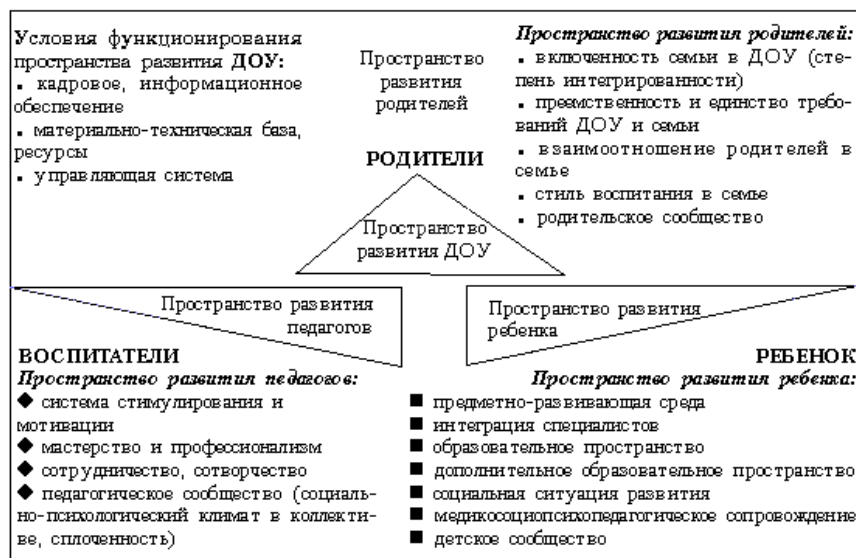 Условия функционирования
пространства развития ДОУ:
▪ кадровое, информационное
обеспечение
▪ материально-техническая база,
ресурсы
▪ управляющая система
Пространство
развития
родителей
РОДИТЕЛИ
Пространство развития родителей:
▪ включенность семьи в ДОУ (сте-
пень интегрированности)
▪ преемственность и единство требо-
ваний ДОУ и семьи
▪ взаимоотношение родителей в
семье
▪ стиль воспитания в семье
▪ родительское сообщество
Пространство
развития ДОУ
Пространство развития
педагогов
Пространство развития
ребенка
ВОСПИТАТЕЛИ
Пространство развития педагогов:
◆ система стимулирования и
мотивации
◆ мастерство и профессионализм
◆ сотрудничество, сотворчество
◆ педагогическое сообщество (социаль-
но-психологический климат в коллекти-
ве, сплоченность)
РЕБЕНОК
Пространство развития ребенка:
■ предметно-развивающая среда
■ интеграция специалистов
■ образовательное пространство
■ дополнительное образовательное пространство
■ социальная ситуация развития
■ медикосоциопсихопедагогическое сопровождение
■ детское сообщество